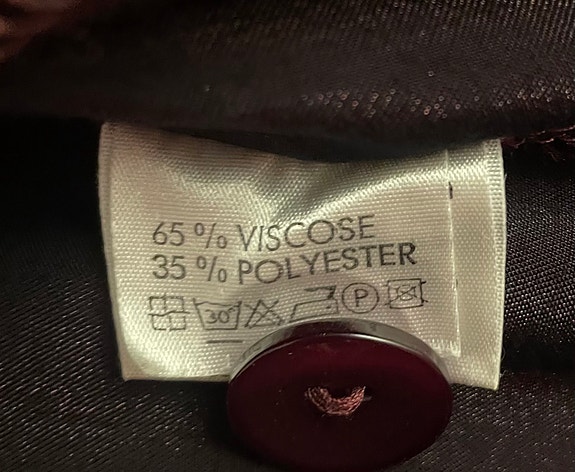 65 % VISCOSE
35 % POLYESTER
30° P